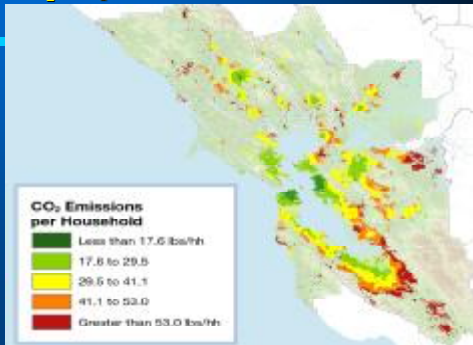 CO₂ Emissions
per Household
Less than 17.6 lbs/hh
17.6 to 29.5
29.5 to 41.1
41.1 to 53.0
Greater than 53.0 lbs/hh